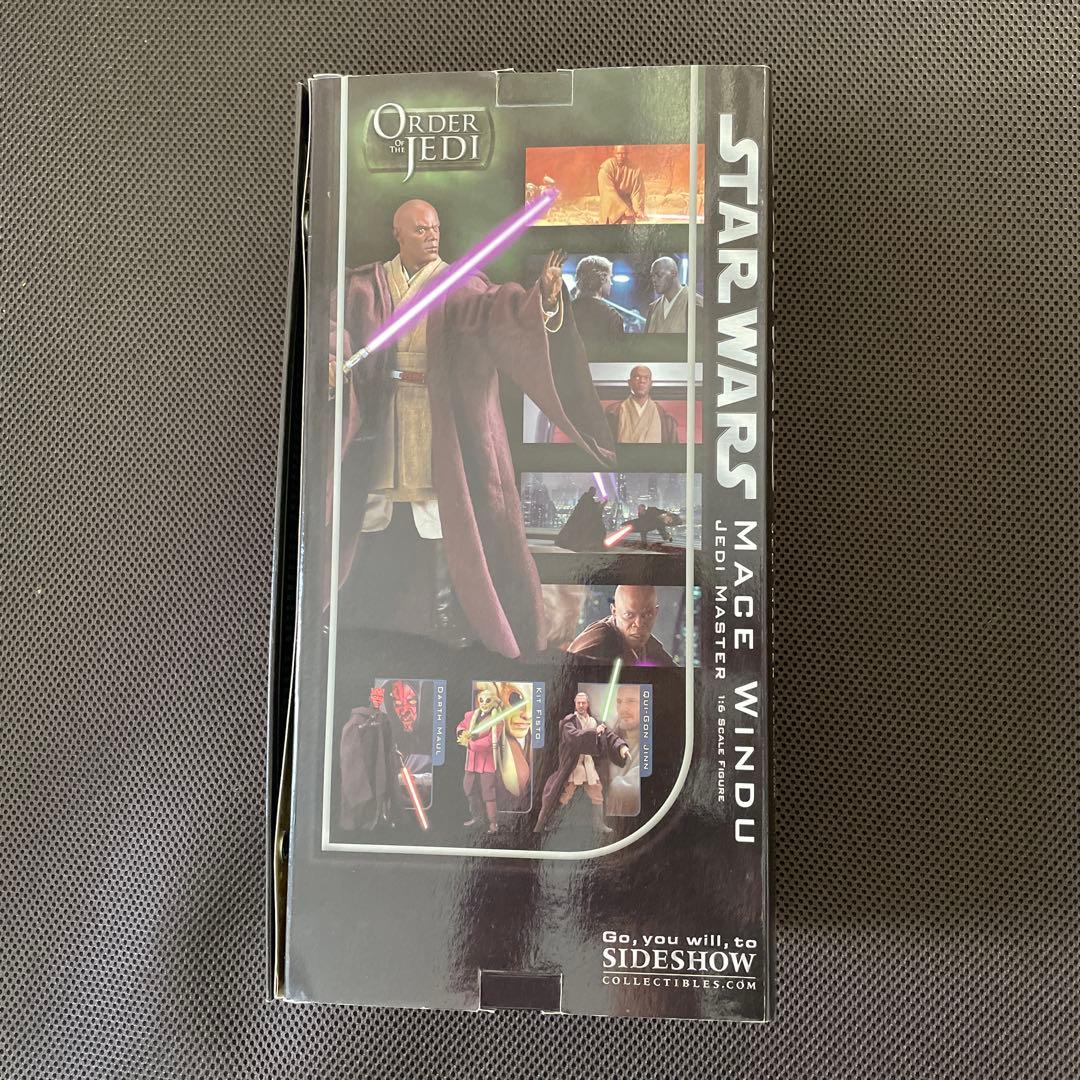 ORDER
OF THE
JEDI
STAR WARS
MACE WINDU
JEDI MASTER 1:6 SCALE FIGURE
DARTH MAUL
KIT FISTO
QUI-GON JINN
Go, you will, to
SIDESHOW
COLLECTIBLES.COM